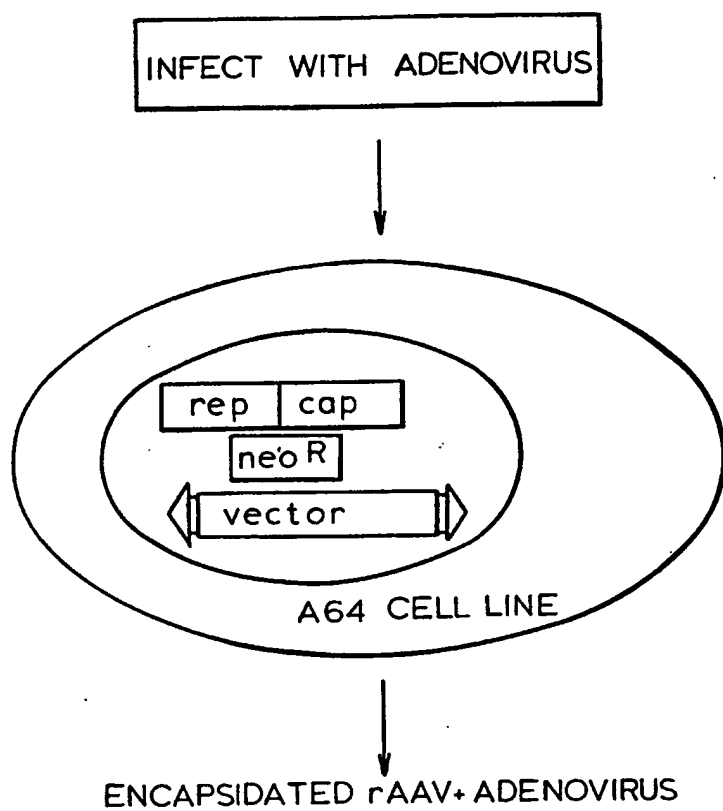 INFECT WITH ADENOVIRUS
rep cap
neo R
vector
A64 CELL LINE
ENCAPSIDATED rAAV+ ADENOVIRUS